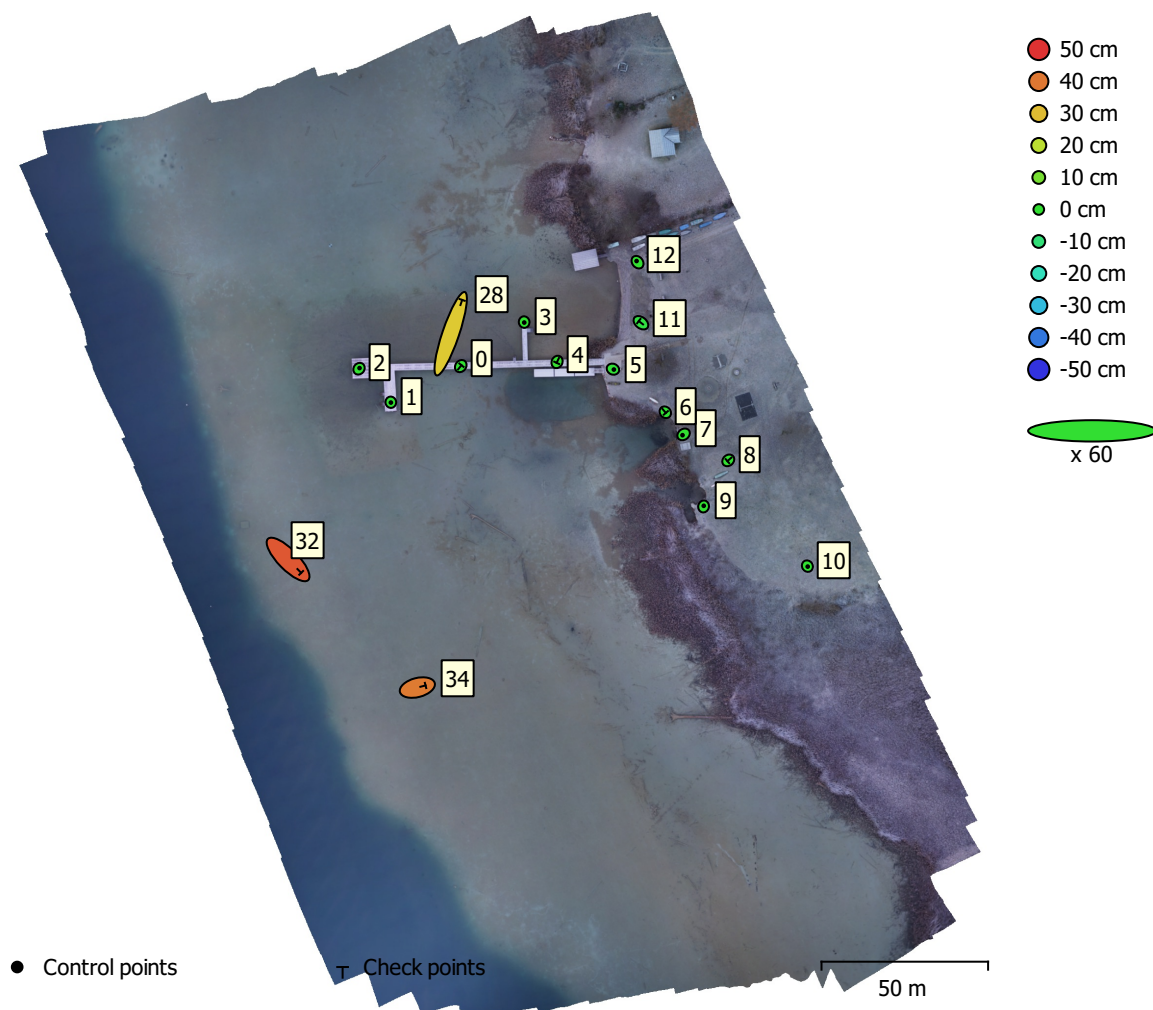 50 cm
40 cm
30 cm
20 cm
10 cm
0 cm
-10 cm
-20 cm
-30 cm
-40 cm
-50 cm
x 60
12
28
3
11
0
4
2
5
1
6
7
8
9
32
10
34
Control points
Check points
50 m